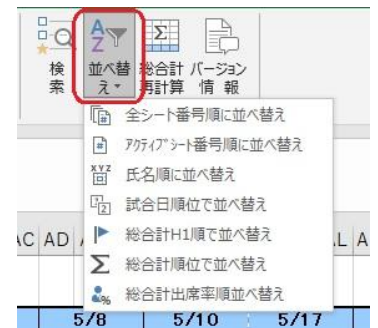 検索
並べ替え
総合計再計算
バージョン情報
全シート番号順に並べ替え
ｱｸﾃｨﾌﾞｼｰﾄ番号順に並べ替え
氏名順に並べ替え
試合日順位で並べ替え
総合計H1順で並べ替え
総合計順位で並べ替え
総合計出席率順並べ替え
AC AD L A
5/8 5/10 5/17